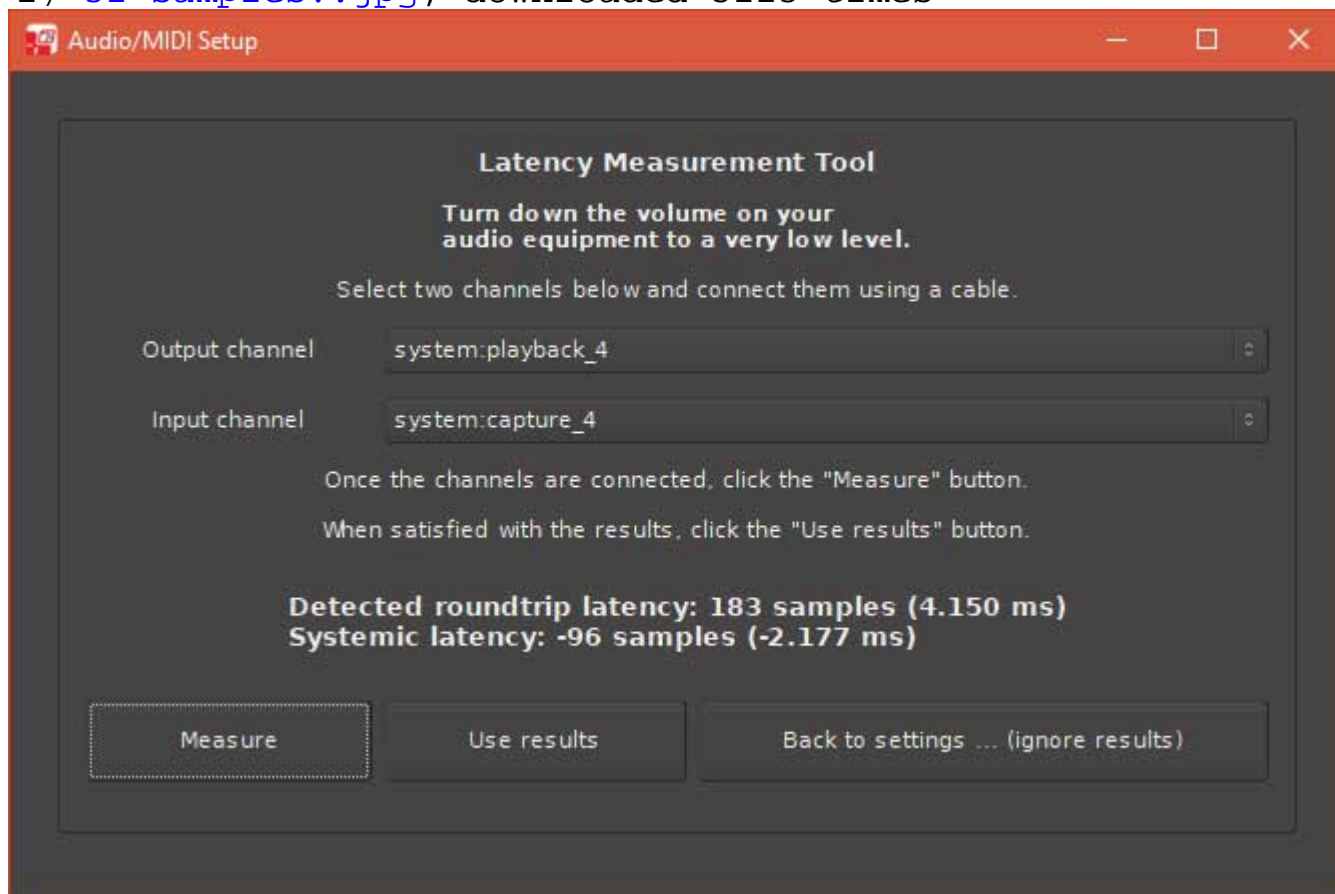 Audio/MIDI Setup
Latency Measurement Tool
Turn down the volume on your
audio equipment to a very low level.
Select two channels below and connect them using a cable.
Output channel system:playback_4
Input channel system:capture_4
Once the channels are connected, click the "Measure" button.
When satisfied with the results, click the "Use results" button.
Detected roundtrip latency: 183 samples (4.150 ms)
Systemic latency: -96 samples (-2.177 ms)
Measure Use results Back to settings ... (ignore results)